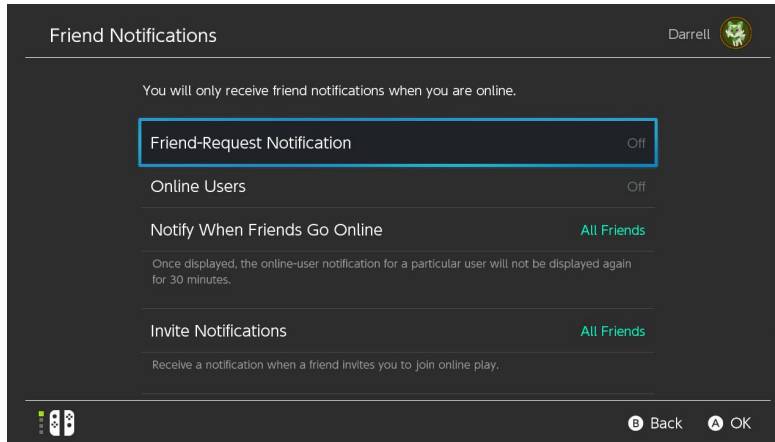 Friend Notifications
Darrell
You will only receive friend notifications when you are online.
Friend-Request Notification Off
Online Users Off
Notify When Friends Go Online All Friends
Once displayed, the online-user notification for a particular user will not be displayed again
for 30 minutes.
Invite Notifications All Friends
Receive a notification when a friend invites you to join online play.
B Back A OK